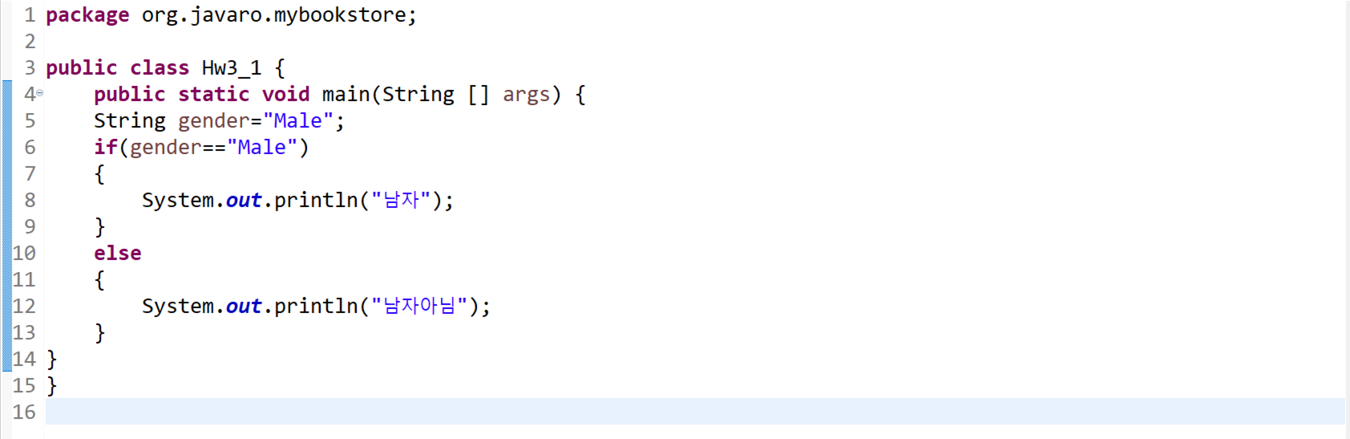 1 package org.javaro.mybookstore;
2
3 public class Hw3_1 {
4 public static void main(String [] args) {
5 String gender="Male";
6 if(gender=="Male")
7 {
8 System.out.println("남자");
9 }
10 else
11 {
12 System.out.println("남자아님");
13 }
14 }
15 }
16